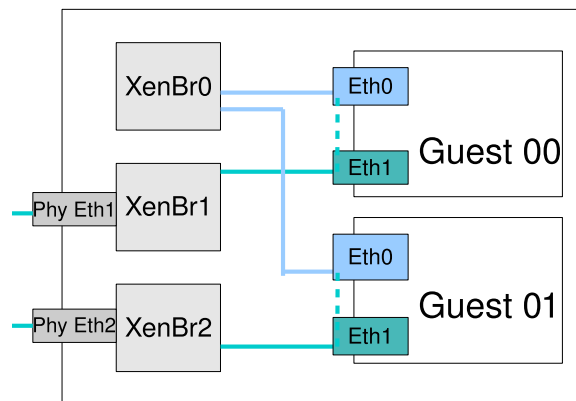 XenBr0
Eth0
Guest 00
Eth1
Phy Eth1
XenBr1
Eth0
Guest 01
Phy Eth2
XenBr2
Eth1